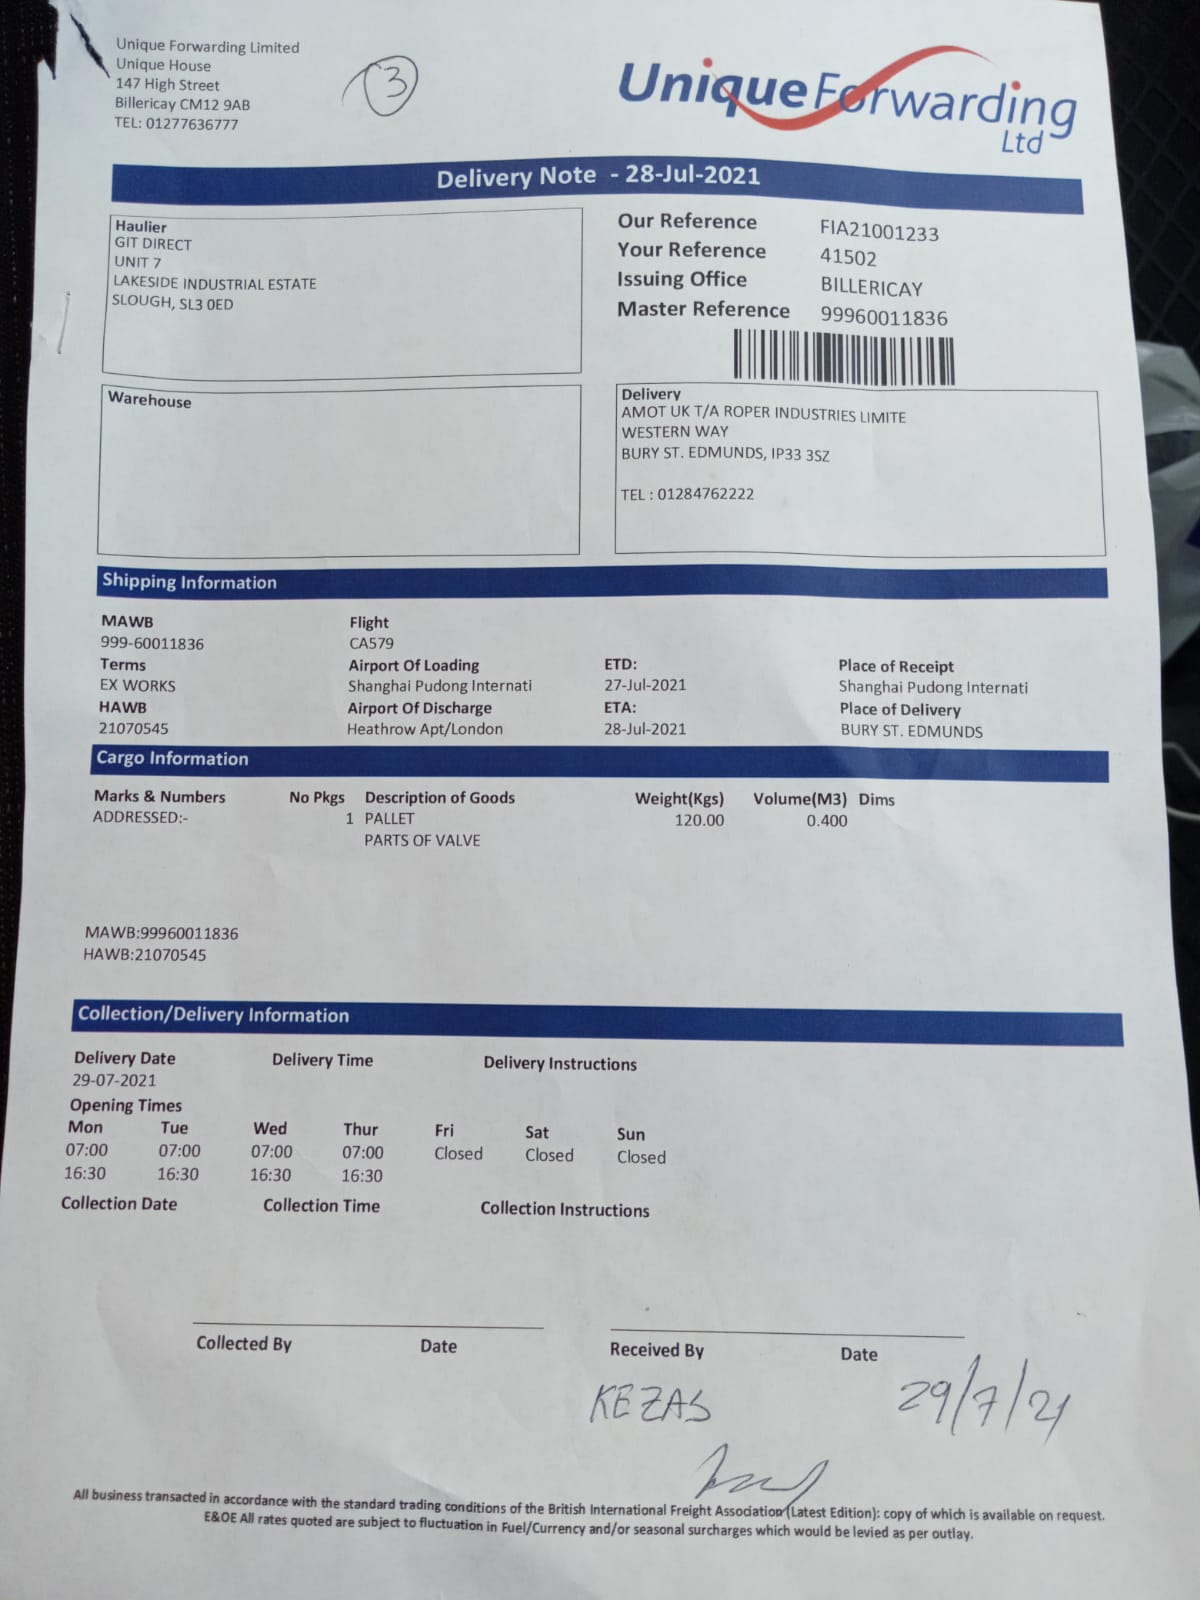 Unique Forwarding Limited
Unique House
147 High Street
Billericay CM12 9AB
TEL: 01277636777
3
UniqueForwarding
Ltd
Delivery Note - 28-Jul-2021
Haulier
GIT DIRECT
UNIT 7
LAKESIDE INDUSTRIAL ESTATE
SLOUGH, SL3 0ED
Our Reference FIA21001233
Your Reference 41502
Issuing Office BILLERICAY
Master Reference 99960011836
Warehouse
Delivery
AMOT UK T/A ROPER INDUSTRIES LIMITE
WESTERN WAY
BURY ST. EDMUNDS, IP33 3SZ
TEL : 01284762222
Shipping Information
MAWB Flight
999-60011836 CA579
Terms Airport Of Loading ETD: Place of Receipt
EX WORKS Shanghai Pudong Internati 27-Jul-2021 Shanghai Pudong Internati
HAWB Airport Of Discharge ETA: Place of Delivery
21070545 Heathrow Apt/London 28-Jul-2021 BURY ST. EDMUNDS
Cargo Information
Marks & Numbers No Pkgs Description of Goods Weight(Kgs) Volume(M3) Dims
ADDRESSED:- 1 PALLET 120.00 0.400
PARTS OF VALVE
MAWB:99960011836
HAWB:21070545
Collection/Delivery Information
Delivery Date Delivery Time Delivery Instructions
29-07-2021
Opening Times
Mon Tue Wed Thur Fri Sat Sun
07:00 07:00 07:00 07:00 Closed Closed Closed
16:30 16:30 16:30 16:30
Collection Date Collection Time Collection Instructions
Collected By Date Received By Date
KEZAS 29/7/21
All business transacted in accordance with the standard trading conditions of the British International Freight Association (Latest Edition): copy of which is available on request.
E&OE All rates quoted are subject to fluctuation in Fuel/Currency and/or seasonal surcharges which would be levied as per outlay.